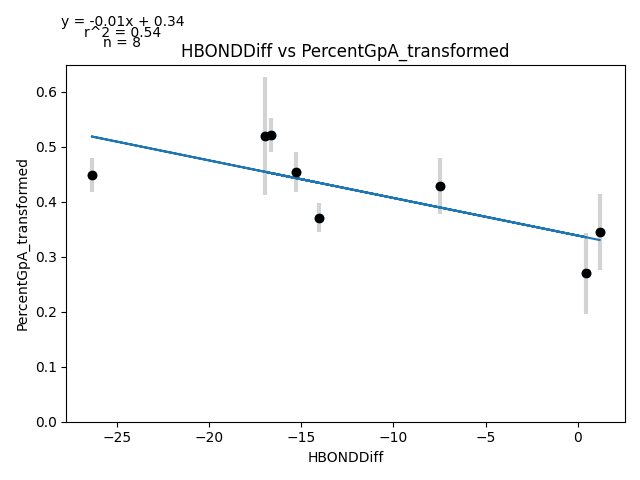 y = -0.01x + 0.34
r^2 = 0.54
n = 8
HBONDDiff vs PercentGpA_transformed
PercentGpA_transformed
0.6
0.5
0.4
0.3
0.2
0.1
0.0
−25
−20
−15
−10
−5
0
HBONDDiff